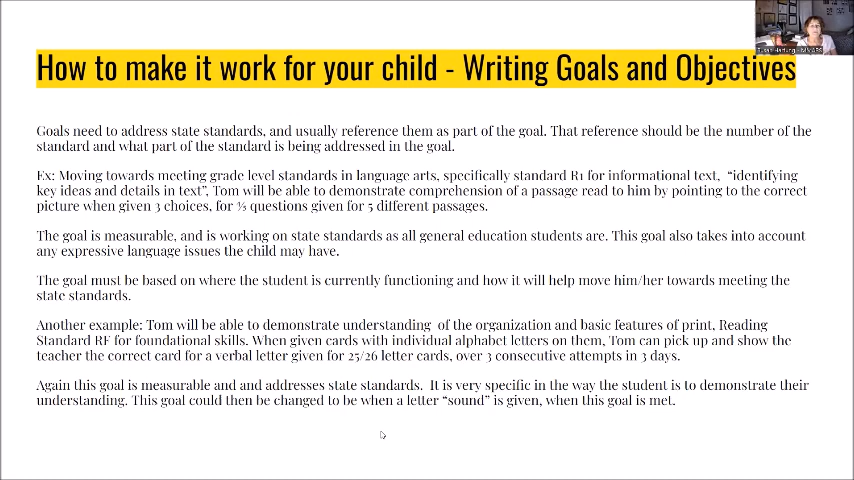 How to make it work for your child - Writing Goals and Objectives
Goals need to address state standards, and usually reference them as part of the goal. That reference should be the number of the
standard and what part of the standard is being addressed in the goal.
Ex: Moving towards meeting grade level standards in language arts, specifically standard R1 for informational text, “identifying
key ideas and details in text”, Tom will be able to demonstrate comprehension of a passage read to him by pointing to the correct
picture when given 3 choices, for questions given for 5 different passages.
The goal is measurable, and is working on state standards as all general education students are. This goal also takes into account
any expressive language issues the child may have.
The goal must be based on where the student is currently functioning and how it will help move him/her towards meeting the
state standards.
Another example: Tom will be able to demonstrate understanding of the organization and basic features of print, Reading
Standard RF for foundational skills. When given cards with individual alphabet letters on them, Tom can pick up and show the
teacher the correct card for a verbal letter given for 25/26 letter cards, over 3 consecutive attempts in 3 days.
Again this goal is measurable and and addresses state standards. It is very specific in the way the student is to demonstrate their
understanding. This goal could then be changed to be when a letter “sound” is given, when this goal is met.
Susan Hartung -